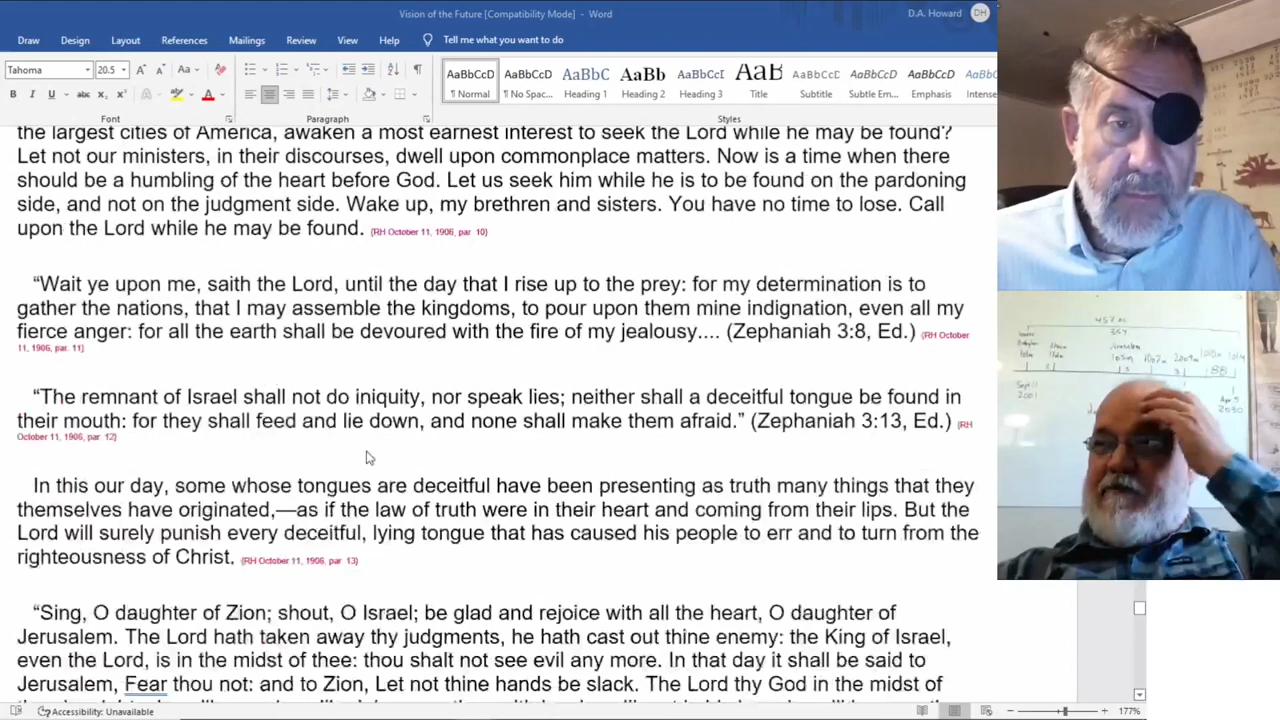 Vision of the Future [Compatibility Mode] - Word
D.A. Howard
DH
Draw Design Layout References Mailings Review View Help Tell me what you want to do
Tahoma 20.5
Aa
B I U abc
Font
Paragraph
AaBbCcD AaBbCcD AaBbC AaBb AaBbCcI AaB AaBbCcD AaBbCcD AaBbCcD AaBbC
¶ Normal ¶ No Spac... Heading 1 Heading 2 Heading 3 Title Subtitle Subtle Em... Emphasis Intense
Styles
the largest cities of America, awaken a most earnest interest to seek the Lord while he may be found?
Let not our ministers, in their discourses, dwell upon commonplace matters. Now is a time when there
should be a humbling of the heart before God. Let us seek him while he is to be found on the pardoning
side, and not on the judgment side. Wake up, my brethren and sisters. You have no time to lose. Call
upon the Lord while he may be found. {RH October 11, 1906, par 10}
“Wait ye upon me, saith the Lord, until the day that I rise up to the prey: for my determination is to
gather the nations, that I may assemble the kingdoms, to pour upon them mine indignation, even all my
fierce anger: for all the earth shall be devoured with the fire of my jealousy.... (Zephaniah 3:8, Ed.) {RH October
11, 1906, par. 11}
“The remnant of Israel shall not do iniquity, nor speak lies; neither shall a deceitful tongue be found in
their mouth: for they shall feed and lie down, and none shall make them afraid.” (Zephaniah 3:13, Ed.) {RH
October 11, 1906, par 12}
In this our day, some whose tongues are deceitful have been presenting as truth many things that they
themselves have originated,—as if the law of truth were in their heart and coming from their lips. But the
Lord will surely punish every deceitful, lying tongue that has caused his people to err and to turn from the
righteousness of Christ. {RH October 11, 1906, par 13}
“Sing, O daughter of Zion; shout, O Israel; be glad and rejoice with all the heart, O daughter of
Jerusalem. The Lord hath taken away thy judgments, he hath cast out thine enemy: the King of Israel,
even the Lord, is in the midst of thee: thou shalt not see evil any more. In that day it shall be said to
Jerusalem, Fear thou not: and to Zion, Let not thine hands be slack. The Lord thy God in the midst of
Accessibility: Unavailable
177%
354
Jerusalem
88
Sept 11
2001
Apr 5
2030